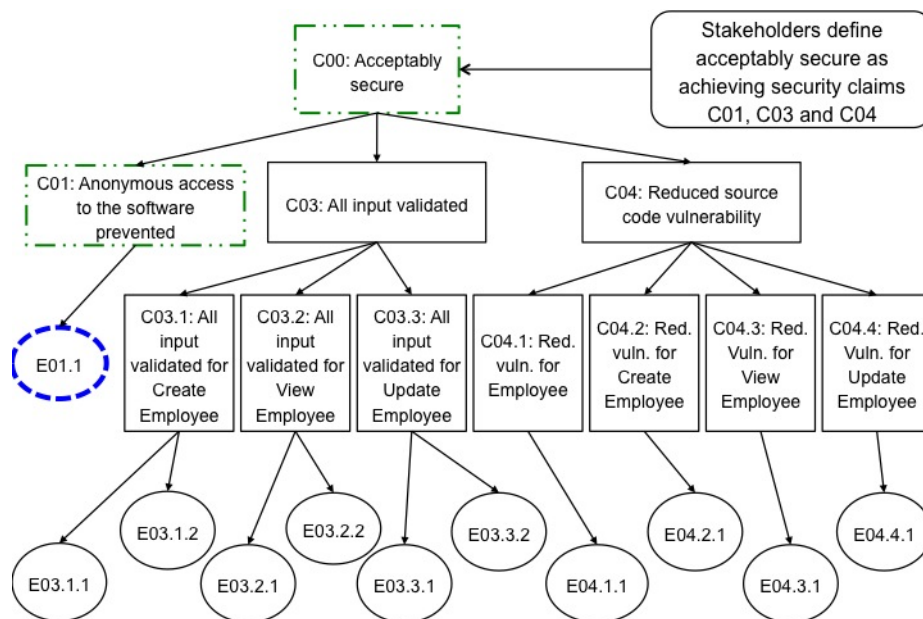 C00: Acceptably
secure
Stakeholders define
acceptably secure as
achieving security claims
C01, C03 and C04
C01: Anonymous access
to the software
prevented
C03: All input validated
C04: Reduced source
code vulnerability
E01.1
C03.1: All
input
validated for
Create
Employee
C03.2: All
input
validated for
View
Employee
C03.3: All
input
validated for
Update
Employee
C04.1: Red.
vuln. for
Employee
C04.2: Red.
vuln. for
Create
Employee
C04.3: Red.
Vuln. for
View
Employee
C04.4: Red.
Vuln. for
Update
Employee
E03.1.2
E03.2.2
E03.3.2
E04.2.1
E04.4.1
E03.1.1
E03.2.1
E03.3.1
E04.1.1
E04.3.1